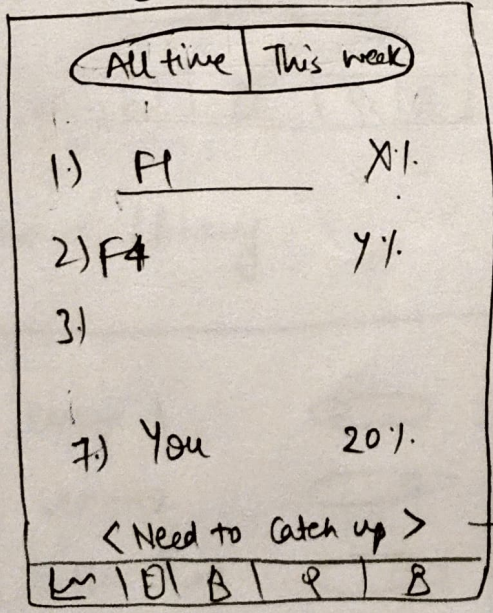 All time | This week
1.) F1 X%
2) F4 Y%
3.)
7.) You 20%.
< Need to catch up >